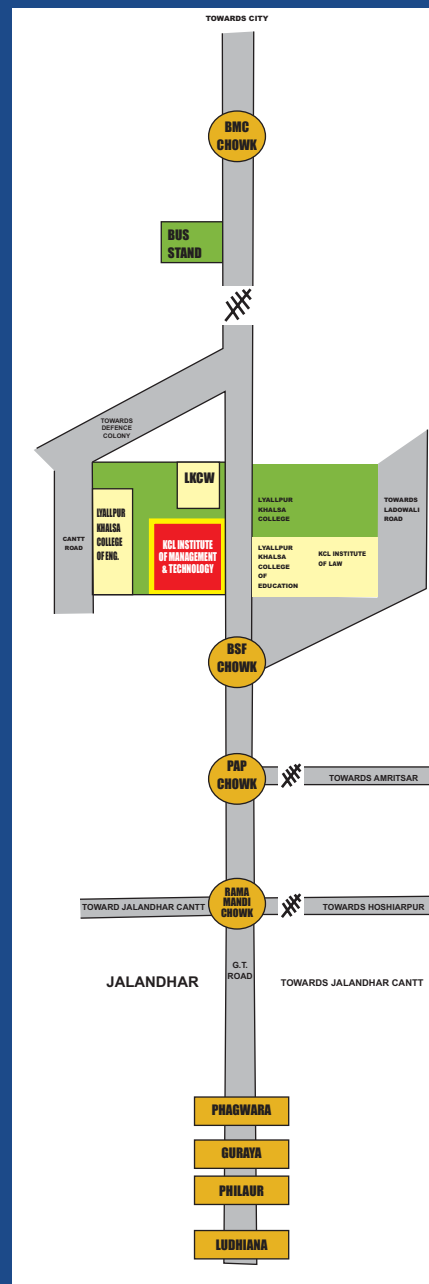 TOWARDS CITY
BMC
CHOWK
BUS
STAND
TOWARDS
DEFENCE
COLONY
LKCW
LYALLPUR
KHALSA
COLLEGE
TOWARDS
LADOWALI
ROAD
CANTT
ROAD
LYALLPUR
KHALSA
COLLEGE
OF ENG.
KCL INSTITUTE
OF MANAGEMENT
& TECHNOLOGY
LYALLPUR
KHALSA
COLLEGE
OF
EDUCATION
KCL INSTITUTE
OF LAW
BSF
CHOWK
PAP
CHOWK
TOWARDS AMRITSAR
TOWARD JALANDHAR CANTT
RAMA
MANDI
CHOWK
TOWARDS HOSHIARPUR
G.T.
ROAD
JALANDHAR
TOWARDS JALANDHAR CANTT
PHAGWARA
GURAYA
PHILAUR
LUDHIANA